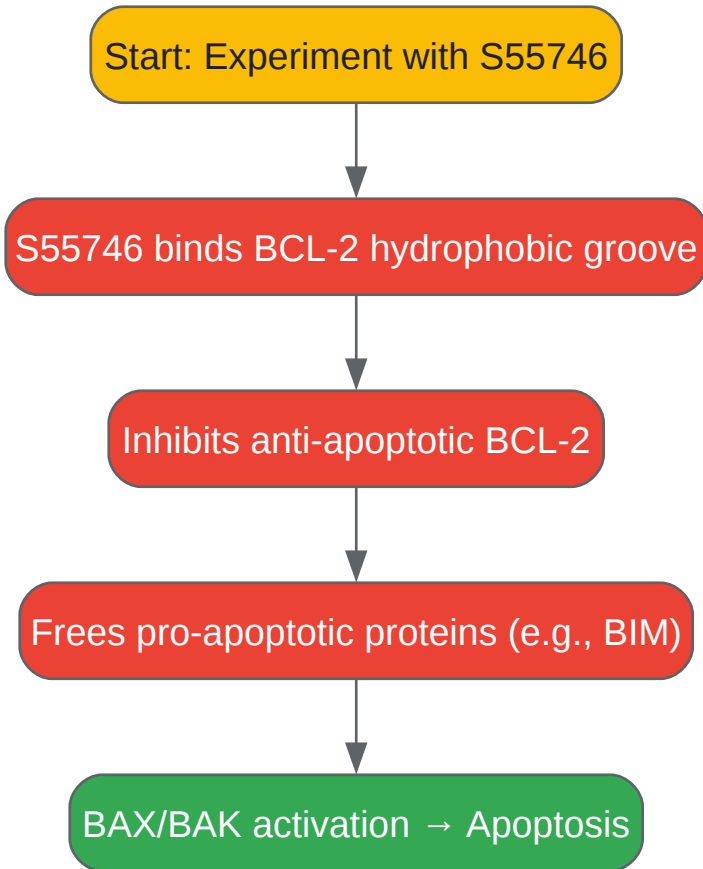 Start: Experiment with S55746
S55746 binds BCL-2 hydrophobic groove
Inhibits anti-apoptotic BCL-2
Frees pro-apoptotic proteins (e.g., BIM)
BAX/BAK activation → Apoptosis